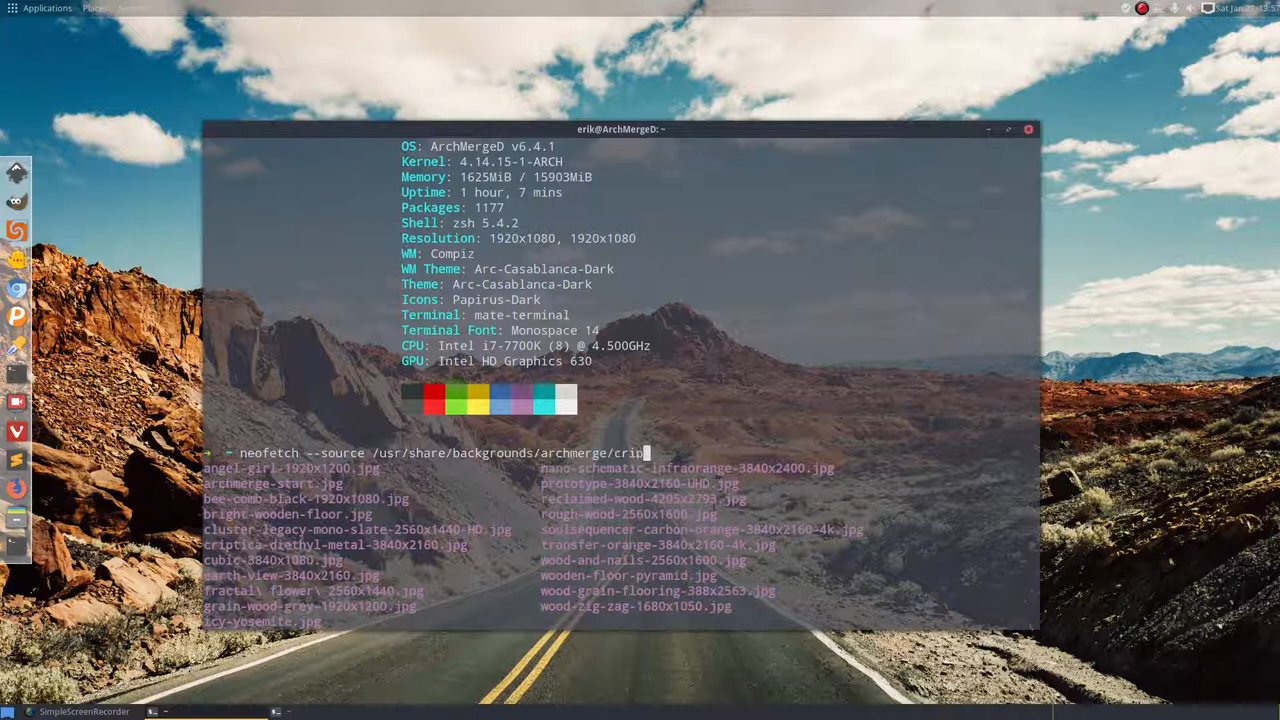 Applications Places
Sat Jan 27 13:57
erik@ArchMergeD: ~
OS: ArchMergeD v6.4.1
Kernel: 4.14.15-1-ARCH
Memory: 1625MiB / 15903MiB
Uptime: 1 hour, 7 mins
Packages: 1177
Shell: zsh 5.4.2
Resolution: 1920x1080, 1920x1080
WM: Compiz
WM Theme: Arc-Casablanca-Dark
Theme: Arc-Casablanca-Dark
Icons: Papirus-Dark
Terminal: mate-terminal
Terminal Font: Monospace 14
CPU: Intel i7-7700K (8) @ 4.500GHz
GPU: Intel HD Graphics 630
→ ~ neofetch --source /usr/share/backgrounds/archmerge/crip
angel-girl-1920x1200.jpg nano-schematic-infraorange-3840x2400.jpg
archmerge-start.jpg prototype-3840x2160-UHD.jpg
bee-comb-black-1920x1080.jpg reclaimed-wood-4205x2793.jpg
bright-wooden-floor.jpg rough-wood-2560x1600.jpg
cluster-legacy-mono-slate-2560x1440-HD.jpg soulsequencer-carbon-orange-3840x2160-4k.jpg
criptica-diethyl-metal-3840x2160.jpg transfer-orange-3840x2160-4k.jpg
cubic-3840x1080.jpg wood-and-nails-2560x1600.jpg
earth-view-3840x2160.jpg wooden-floor-pyramid.jpg
fractal\ flower\ 2560x1440.jpg wood-grain-flooring-388x2563.jpg
grain-wood-grey-1920x1200.jpg wood-zig-zag-1680x1050.jpg
icy-yosemite.jpg
SimpleScreenRecorder ~ ~